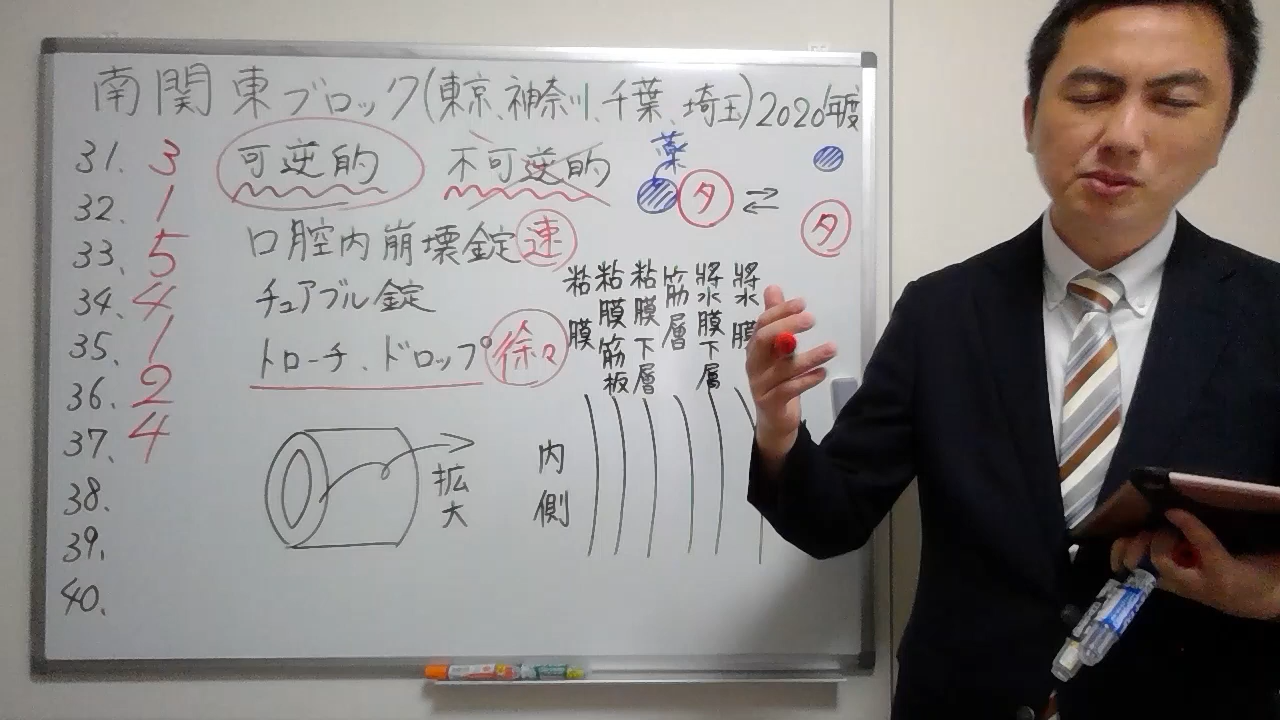 南関東ブロック(東京、神奈川、千葉、埼玉)2020年度
31. 3
32. 1
33. 5
34. 4
35. 1
36. 2
37. 4
38.
39.
40.
可逆的 不可逆的
薬
タ
タ
口腔内崩壊錠 速
チュアブル錠
トローチ、ドロップ 徐々
拡大
粘膜
粘膜筋板
粘膜下層
筋層
漿膜下層
漿膜
内側